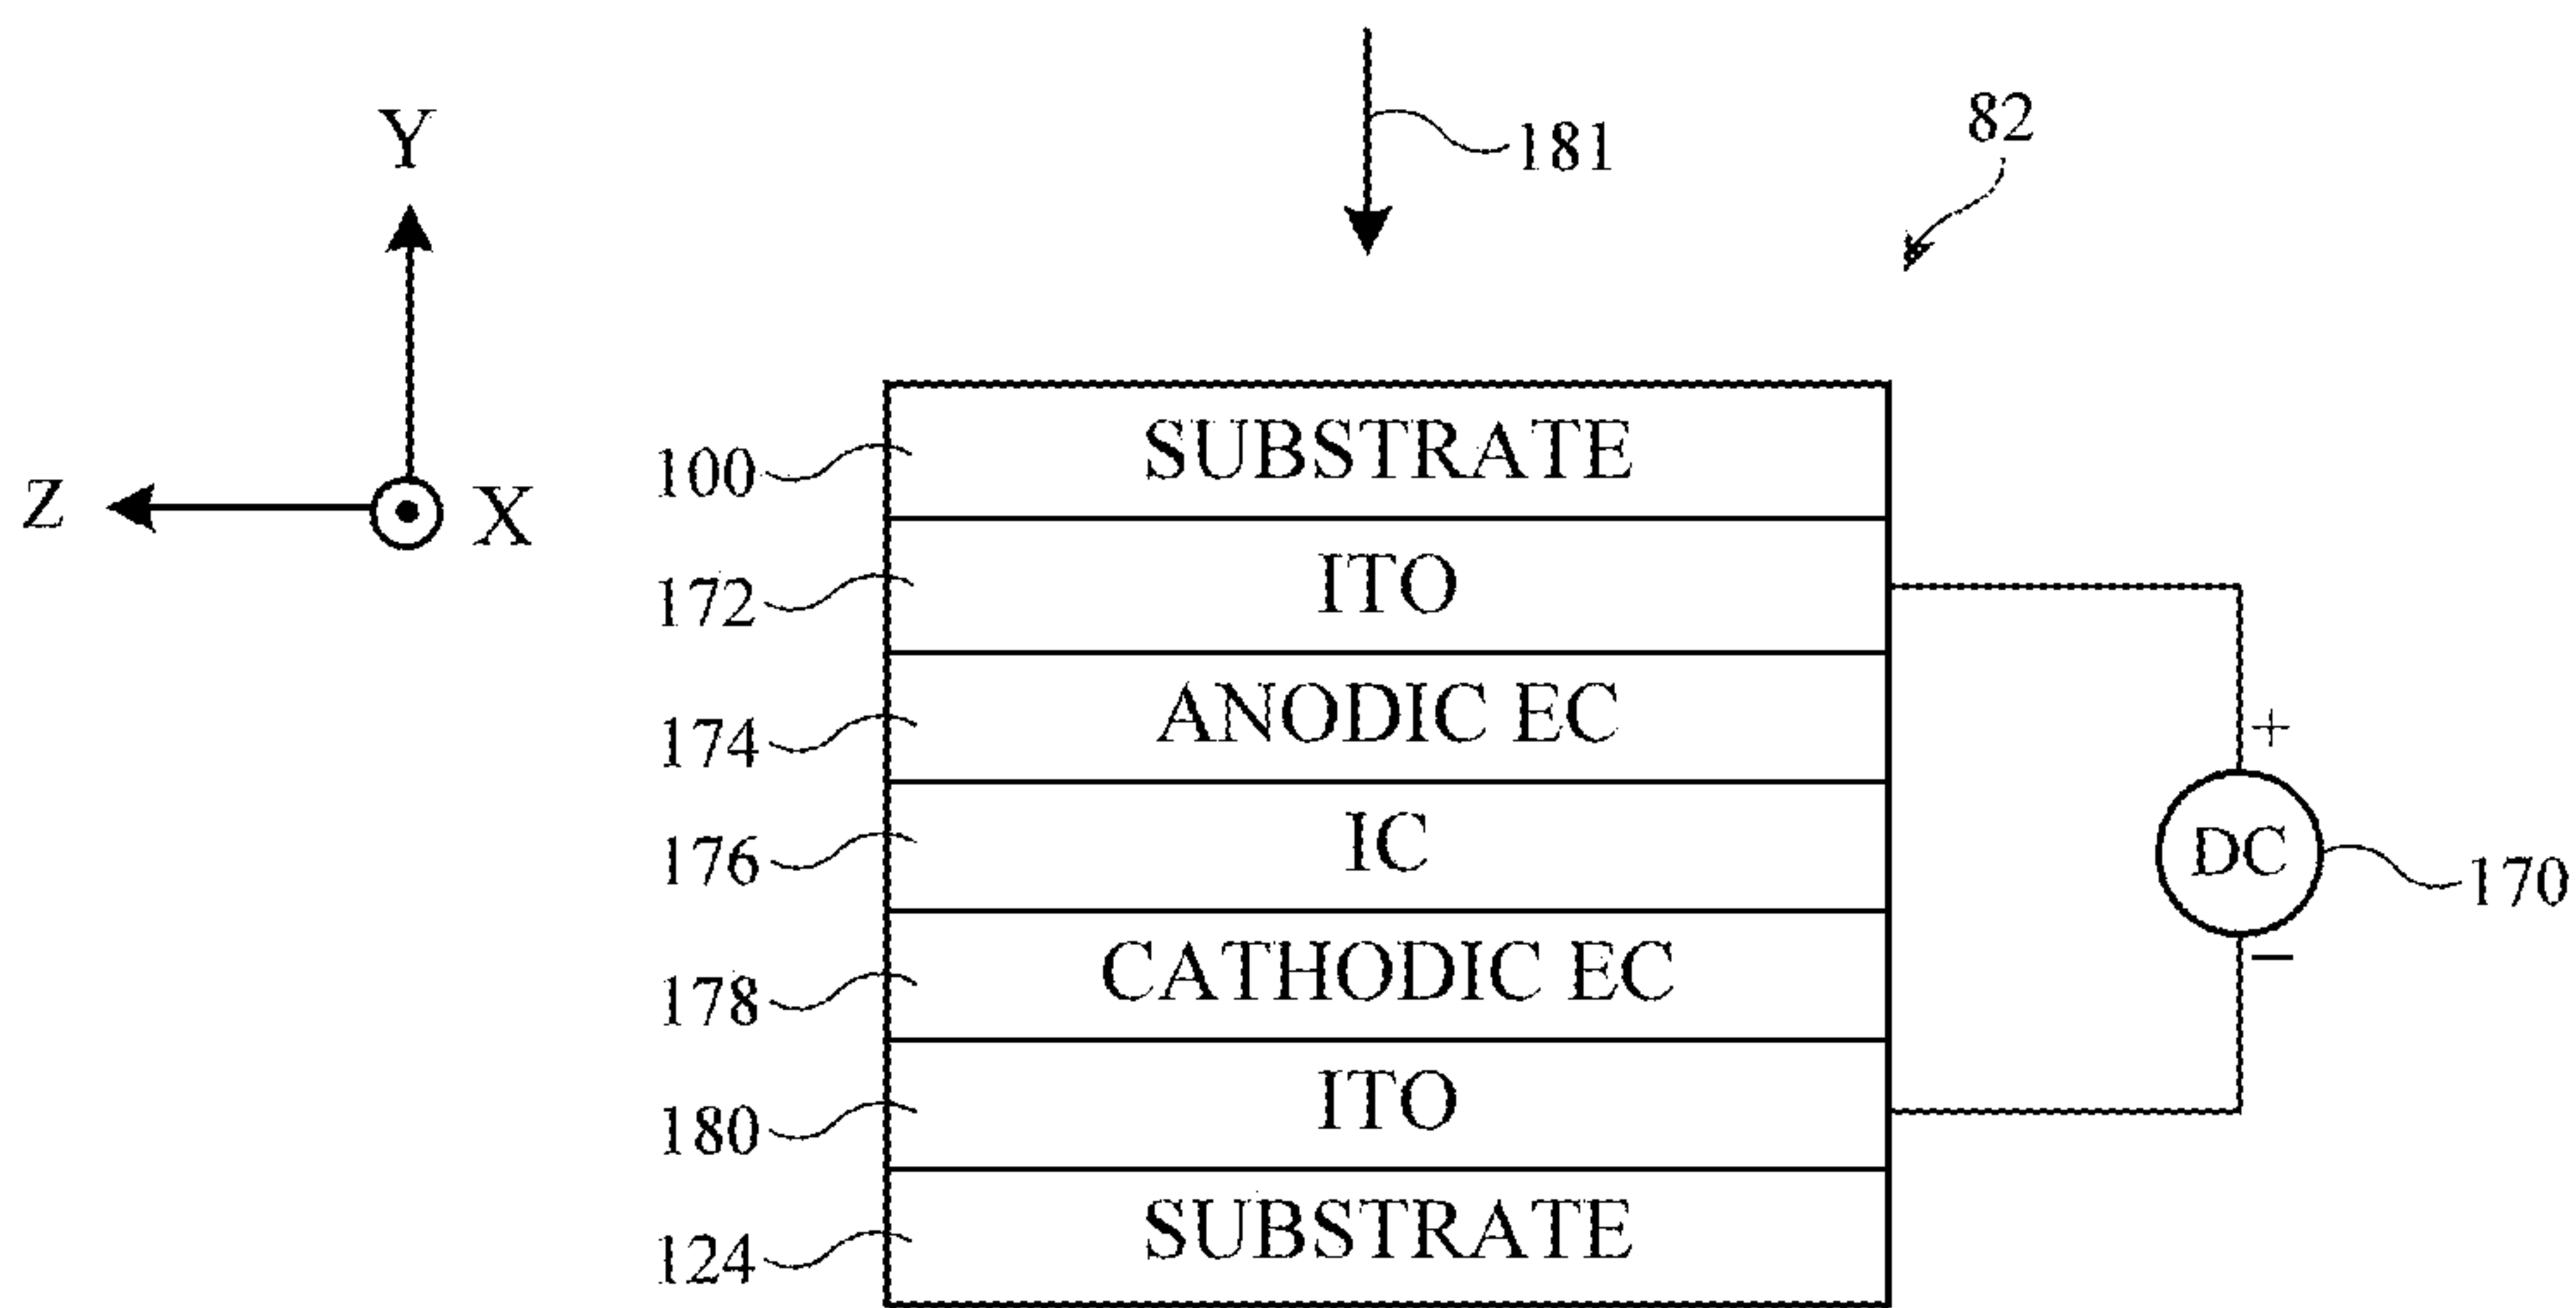 Y
181
82
Z
X
100
SUBSTRATE
172
ITO
174
ANODIC EC
+
176
IC
DC
170
178
CATHODIC EC
−
180
ITO
124
SUBSTRATE